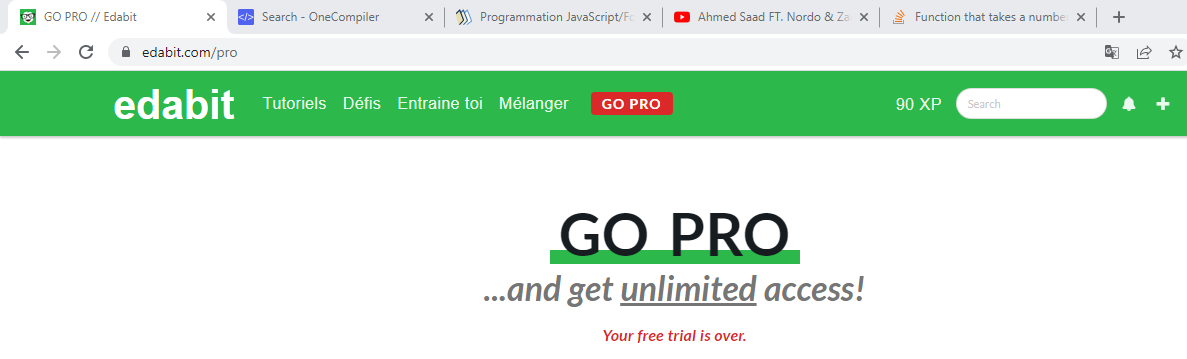 GO PRO // Edabit
Search - OneCompiler
Programmation JavaScript/Fo
Ahmed Saad FT. Nordo & Za
Function that takes a numbe
edabit.com/pro
edabit Tutoriels Défis Entraine toi Mélanger GO PRO 90 XP Search
GO PRO
...and get unlimited access!
Your free trial is over.